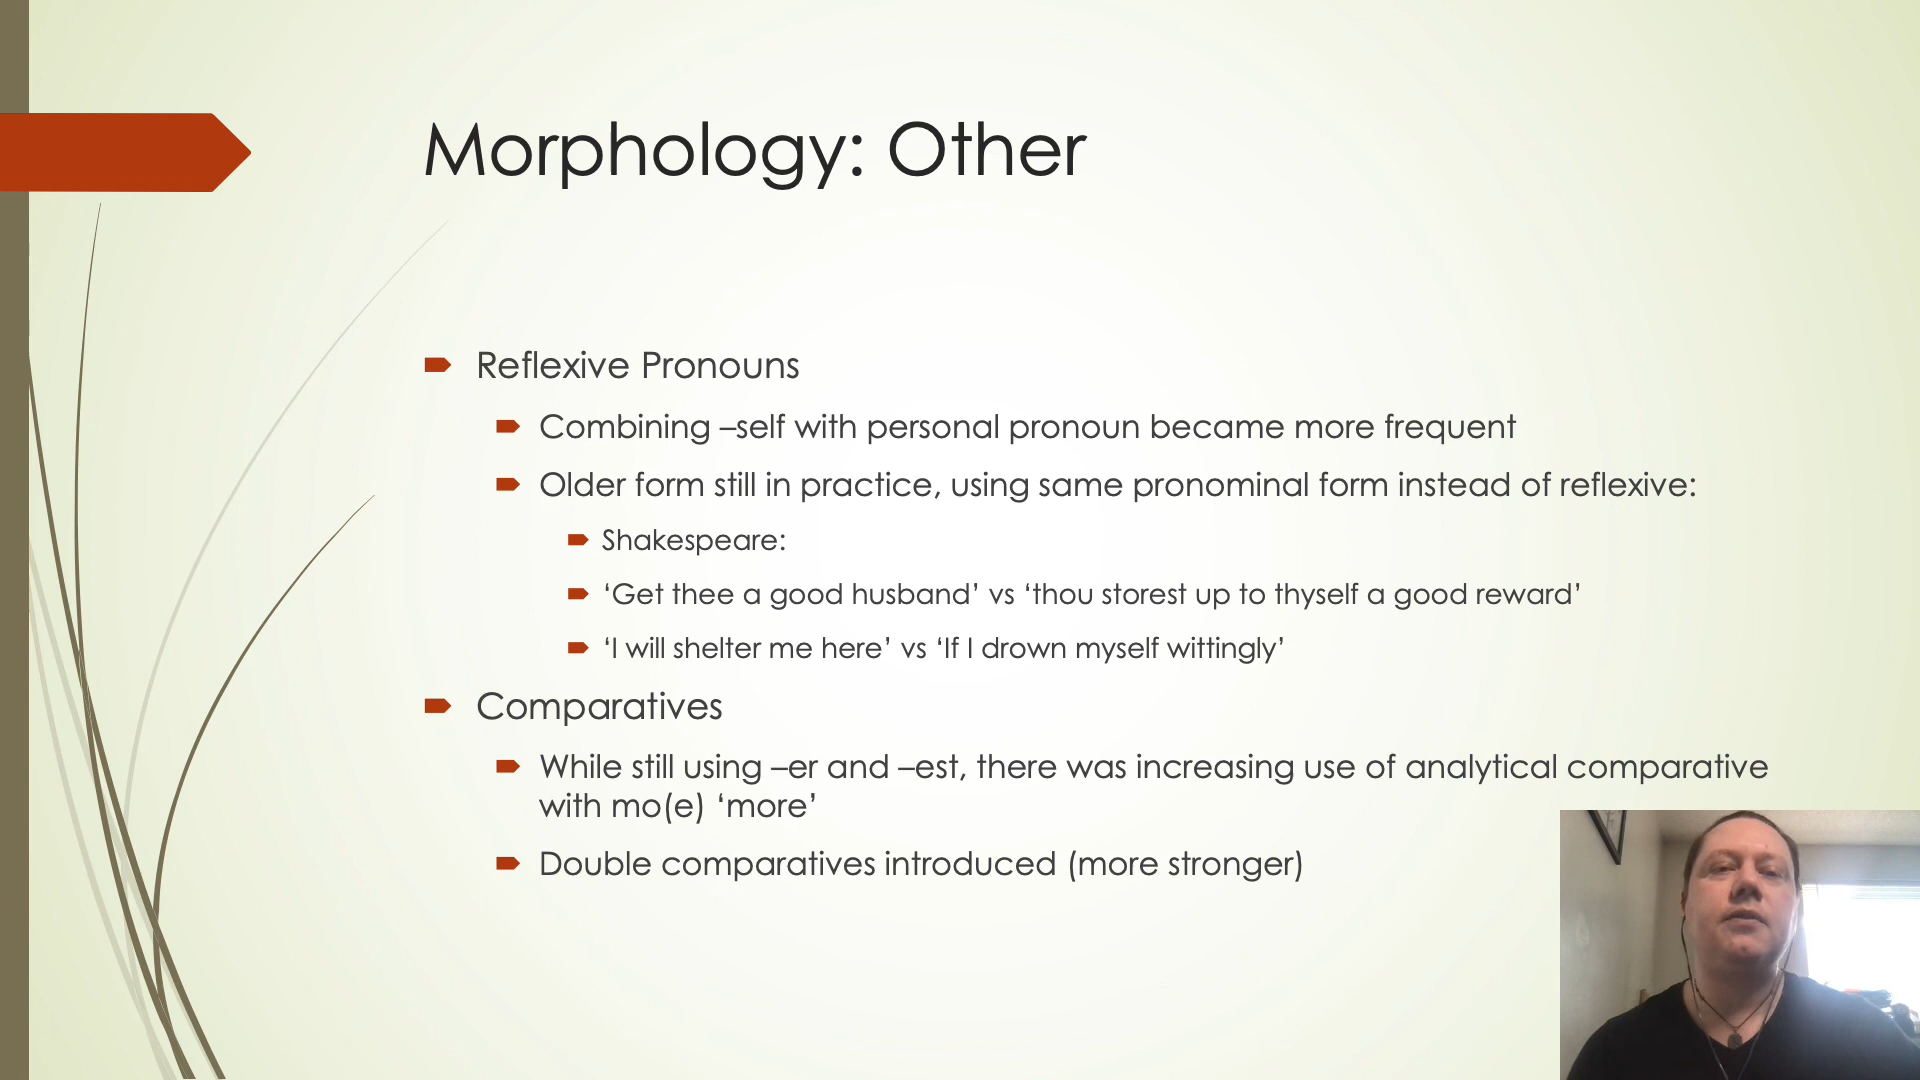 Morphology: Other
Reflexive Pronouns
Combining –self with personal pronoun became more frequent
Older form still in practice, using same pronominal form instead of reflexive:
Shakespeare:
‘Get thee a good husband’ vs ‘thou storest up to thyself a good reward’
‘I will shelter me here’ vs ‘If I drown myself wittingly’
Comparatives
While still using –er and –est, there was increasing use of analytical comparative
with mo(e) ‘more’
Double comparatives introduced (more stronger)